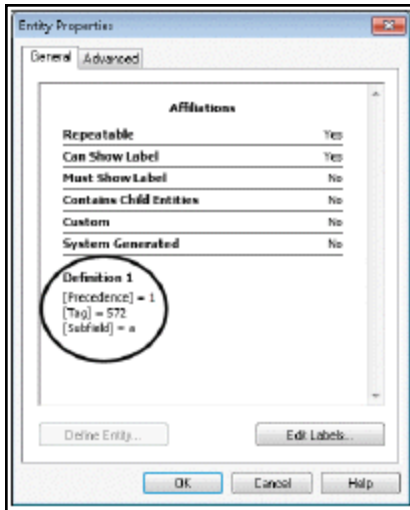 Entity Properties
General Advanced
Affiliations
Repeatable Yes
Can Show Label Yes
Must Show Label No
Contains Child Entities No
Custom No
System Generated No
Definition 1
[Precedence] = 1
[Tag] = 572
[Subfield] = a
Define Entity... Edit Labels...
OK Cancel Help